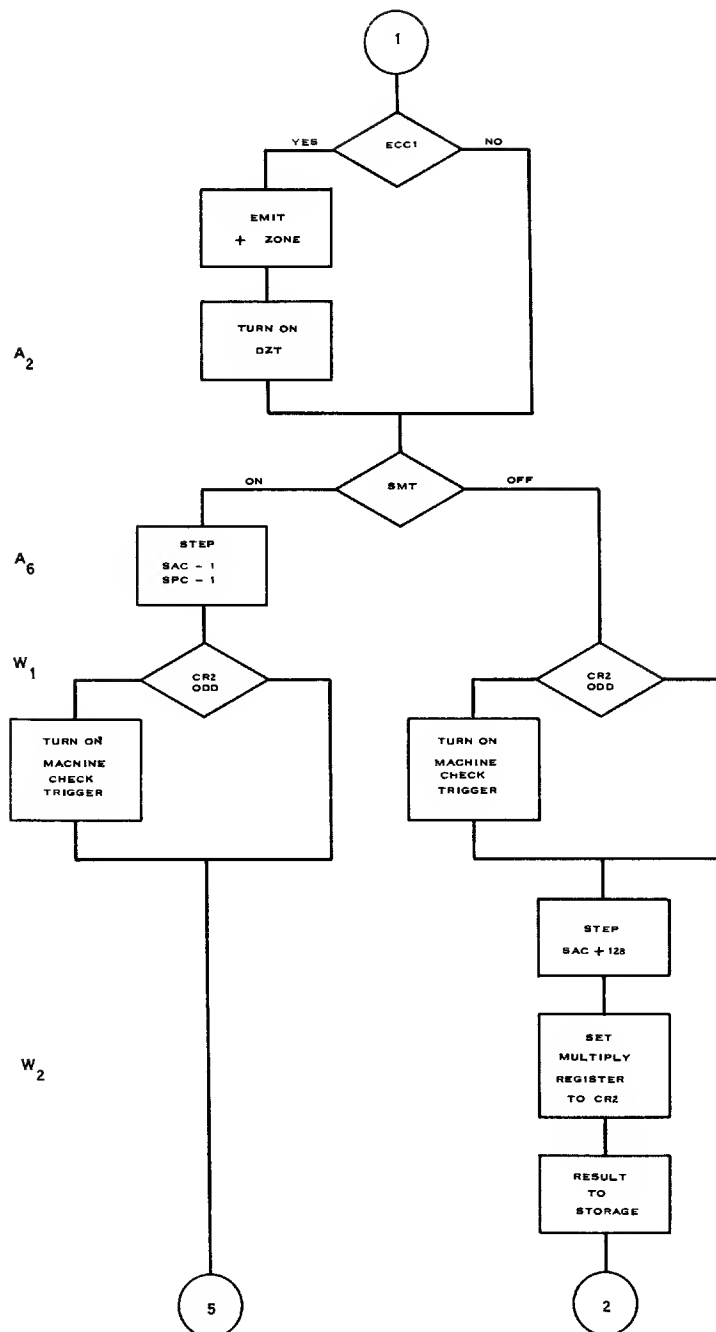 1
ECC1
YES
NO
EMIT
+ ZONE
TURN ON
DZT
A2
SMT
ON
OFF
STEP
SAC - 1
SPC - 1
A6
W1
CR2
ODD
CR2
ODD
TURN ON
MACHINE
CHECK
TRIGGER
TURN ON
MACHINE
CHECK
TRIGGER
STEP
SAC + 128
SET
MULTIPLY
REGISTER
TO CR2
W2
RESULT
TO
STORAGE
5
2